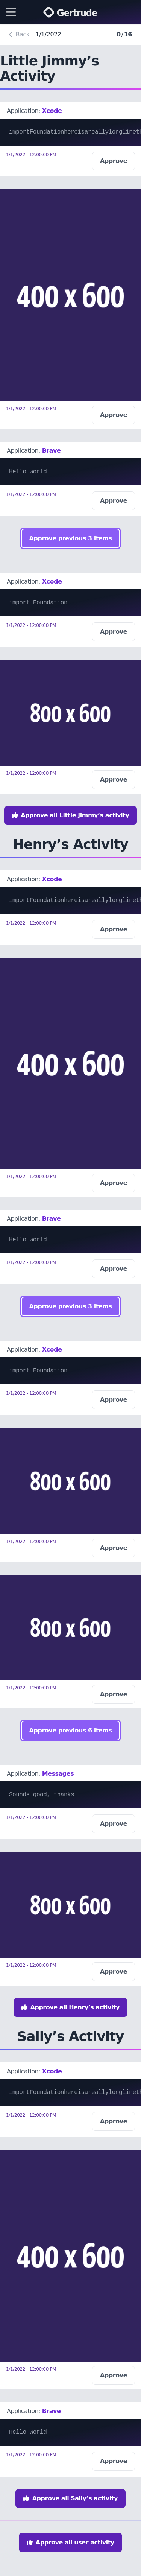 Gertrude
Back 1/1/2022 0/16
Little Jimmy’s
Activity
Application: Xcode
importFoundationhereisareallylonglineth
1/1/2022 - 12:00:00 PM
Approve
400 x 600
1/1/2022 - 12:00:00 PM
Approve
Application: Brave
Hello world
1/1/2022 - 12:00:00 PM
Approve
Approve previous 3 items
Application: Xcode
import Foundation
1/1/2022 - 12:00:00 PM
Approve
800 x 600
1/1/2022 - 12:00:00 PM
Approve
Approve all Little Jimmy’s activity
Henry’s Activity
Application: Xcode
importFoundationhereisareallylonglineth
1/1/2022 - 12:00:00 PM
Approve
400 x 600
1/1/2022 - 12:00:00 PM
Approve
Application: Brave
Hello world
1/1/2022 - 12:00:00 PM
Approve
Approve previous 3 items
Application: Xcode
import Foundation
1/1/2022 - 12:00:00 PM
Approve
800 x 600
1/1/2022 - 12:00:00 PM
Approve
800 x 600
1/1/2022 - 12:00:00 PM
Approve
Approve previous 6 items
Application: Messages
Sounds good, thanks
1/1/2022 - 12:00:00 PM
Approve
800 x 600
1/1/2022 - 12:00:00 PM
Approve
Approve all Henry’s activity
Sally’s Activity
Application: Xcode
importFoundationhereisareallylonglineth
1/1/2022 - 12:00:00 PM
Approve
400 x 600
1/1/2022 - 12:00:00 PM
Approve
Application: Brave
Hello world
1/1/2022 - 12:00:00 PM
Approve
Approve all Sally’s activity
Approve all user activity